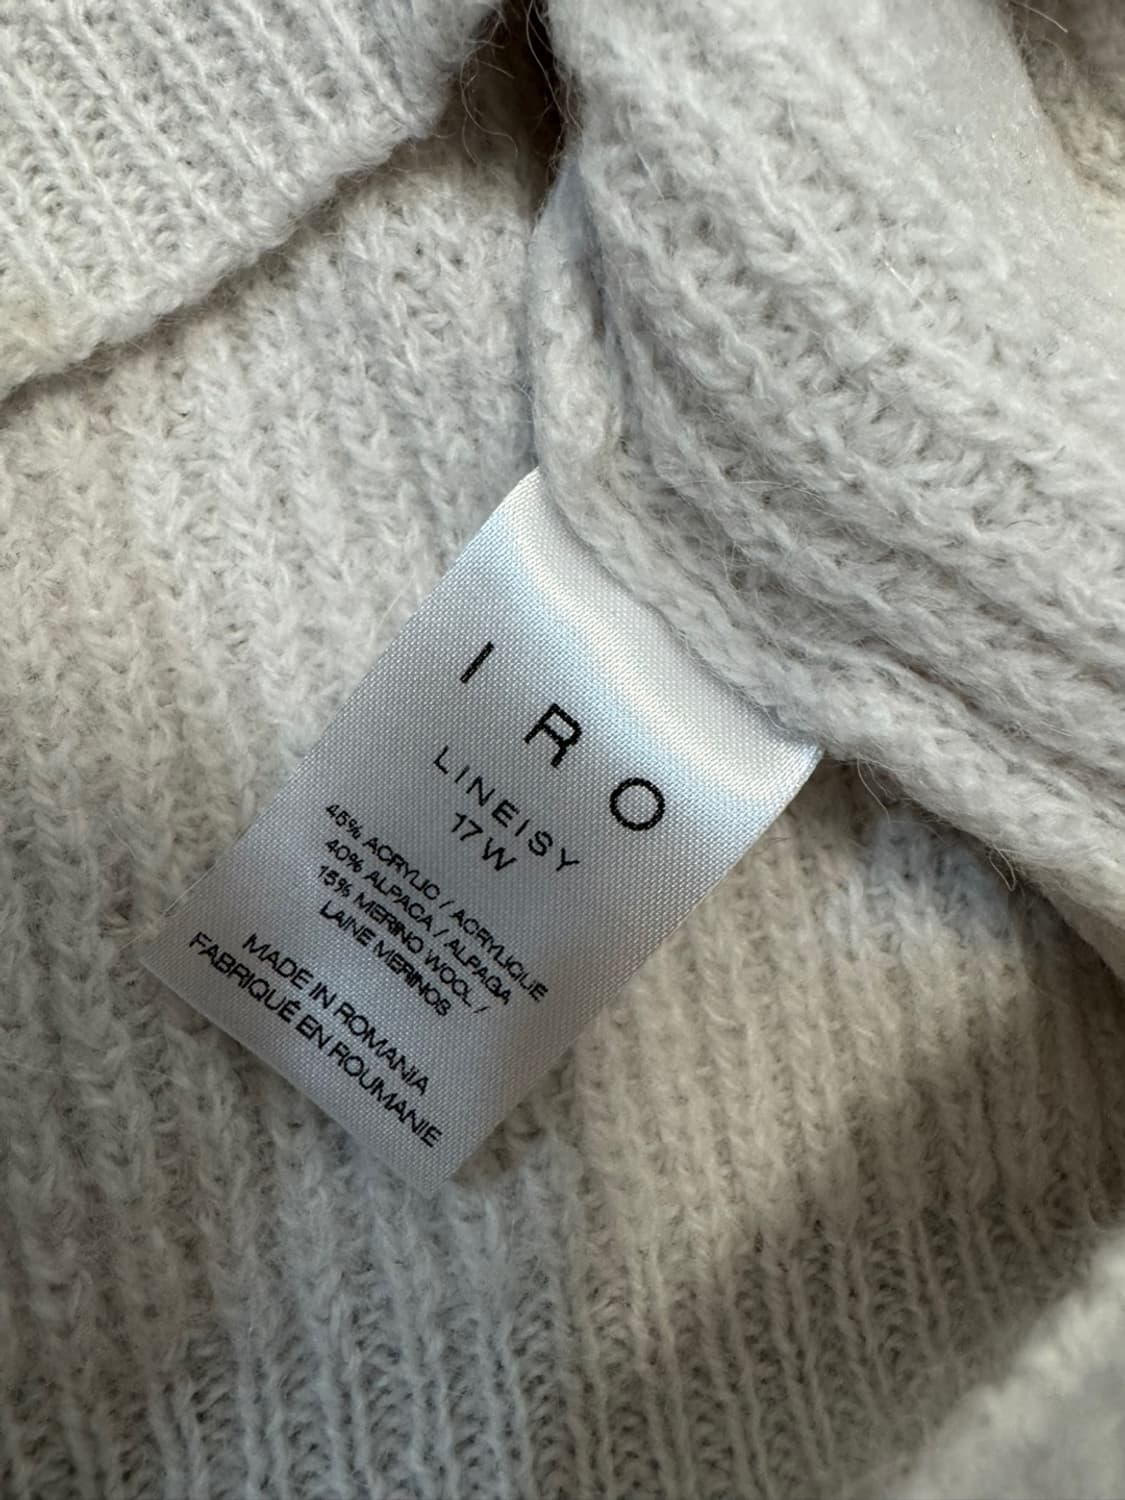 IRO
LINEISY
17W
45% ACRYLIC / ACRYLIQUE
40% ALPACA / ALPAGA
15% MERINO WOOL /
LAINE MERINOS
MADE IN ROMANIA
FABRIQUÉ EN ROUMANIE